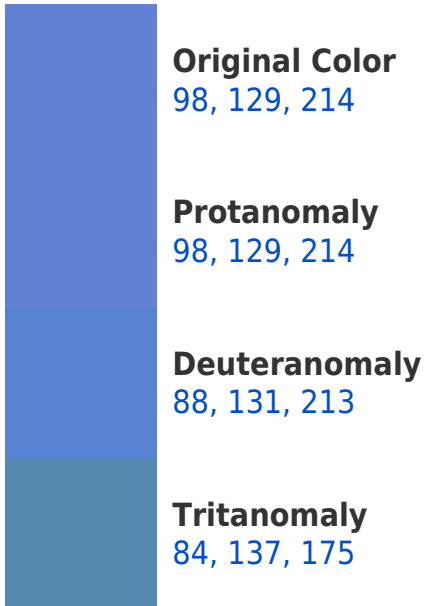 Original Color
98, 129, 214
Protanomaly
98, 129, 214
Deuteranomaly
88, 131, 213
Tritanomaly
84, 137, 175